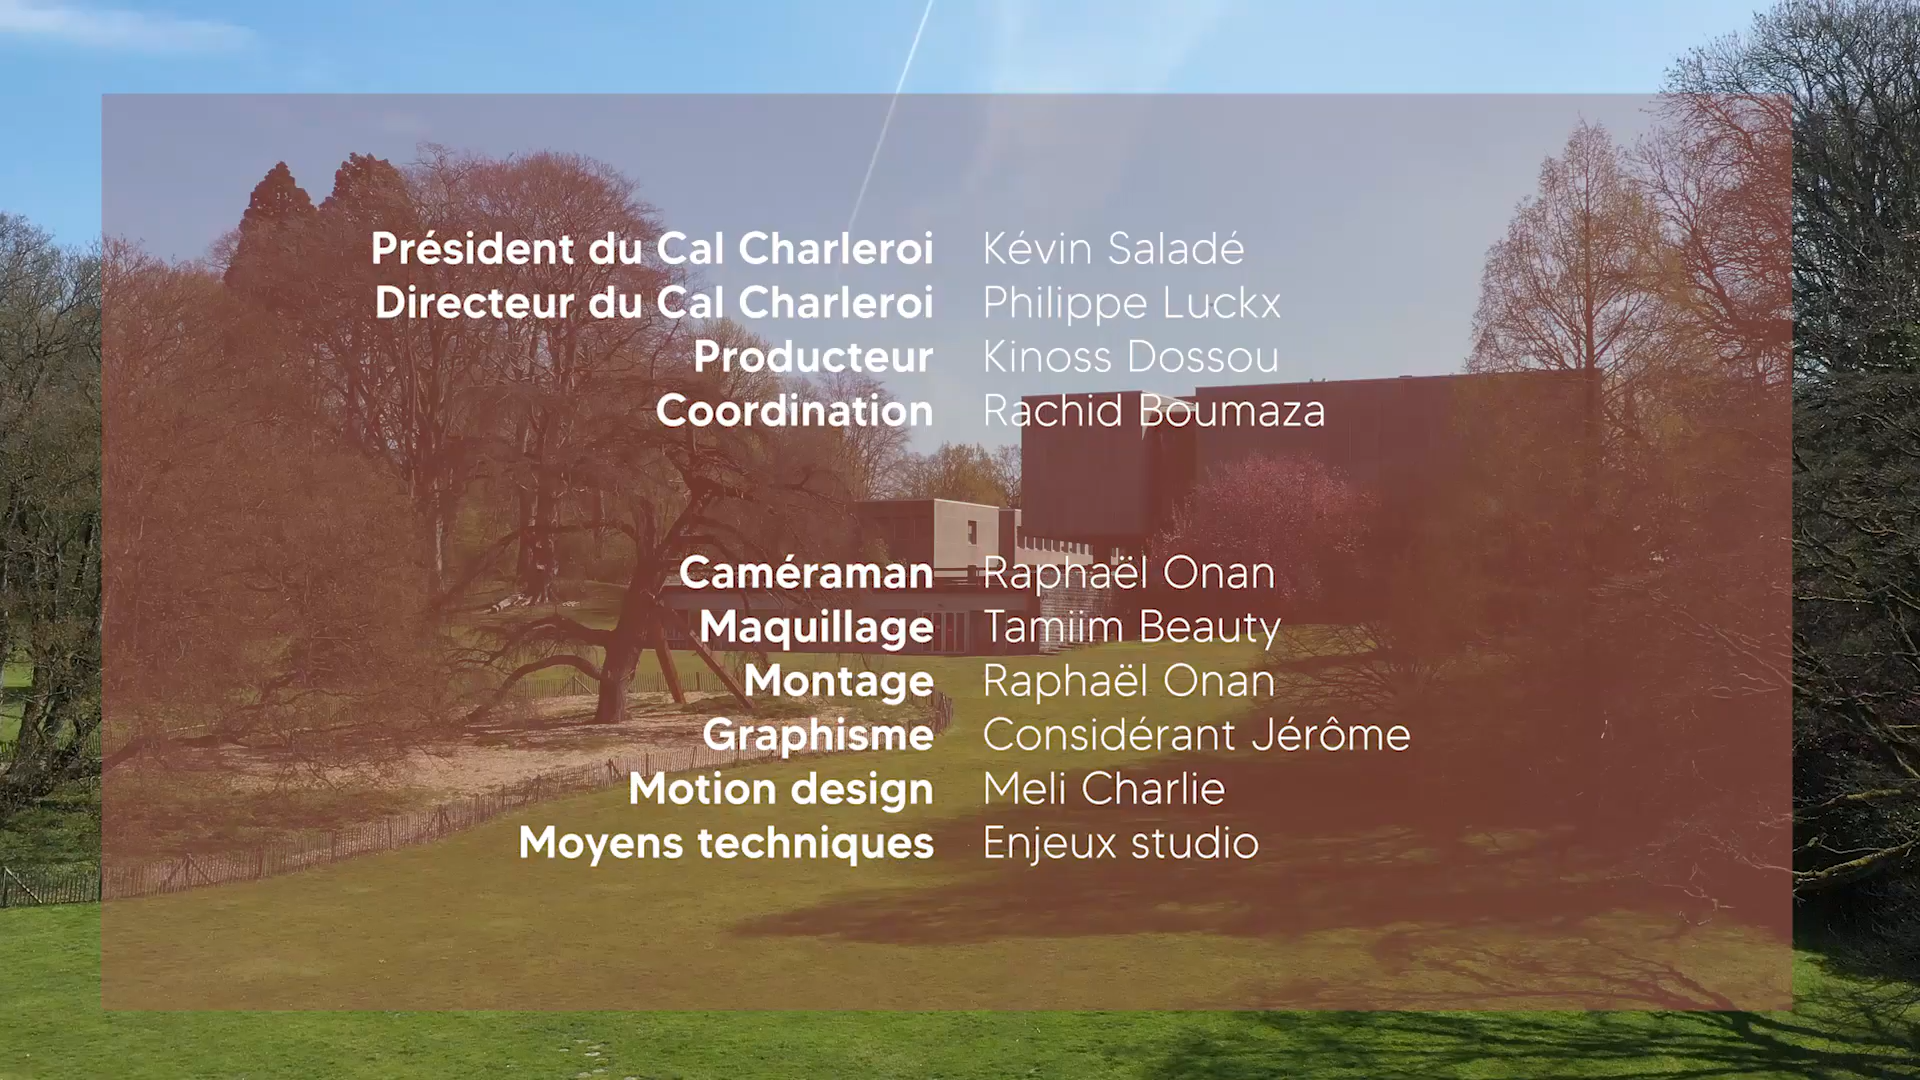 Président du Cal Charleroi Kévin Saladé
Directeur du Cal Charleroi Philippe Luckx
Producteur Kinoss Dossou
Coordination Rachid Boumaza
Caméraman Raphaël Onan
Maquillage Tamiim Beauty
Montage Raphaël Onan
Graphisme Considérant Jérôme
Motion design Meli Charlie
Moyens techniques Enjeux studio